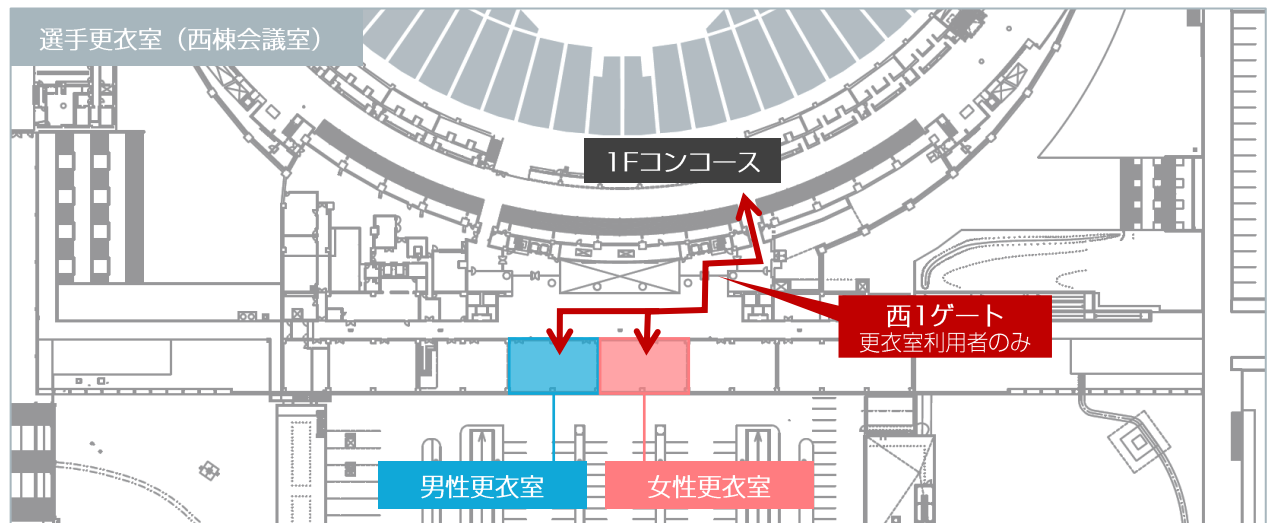 選手更衣室（西棟会議室）
1Fコンコース
西1ゲート
更衣室利用者のみ
男性更衣室
女性更衣室